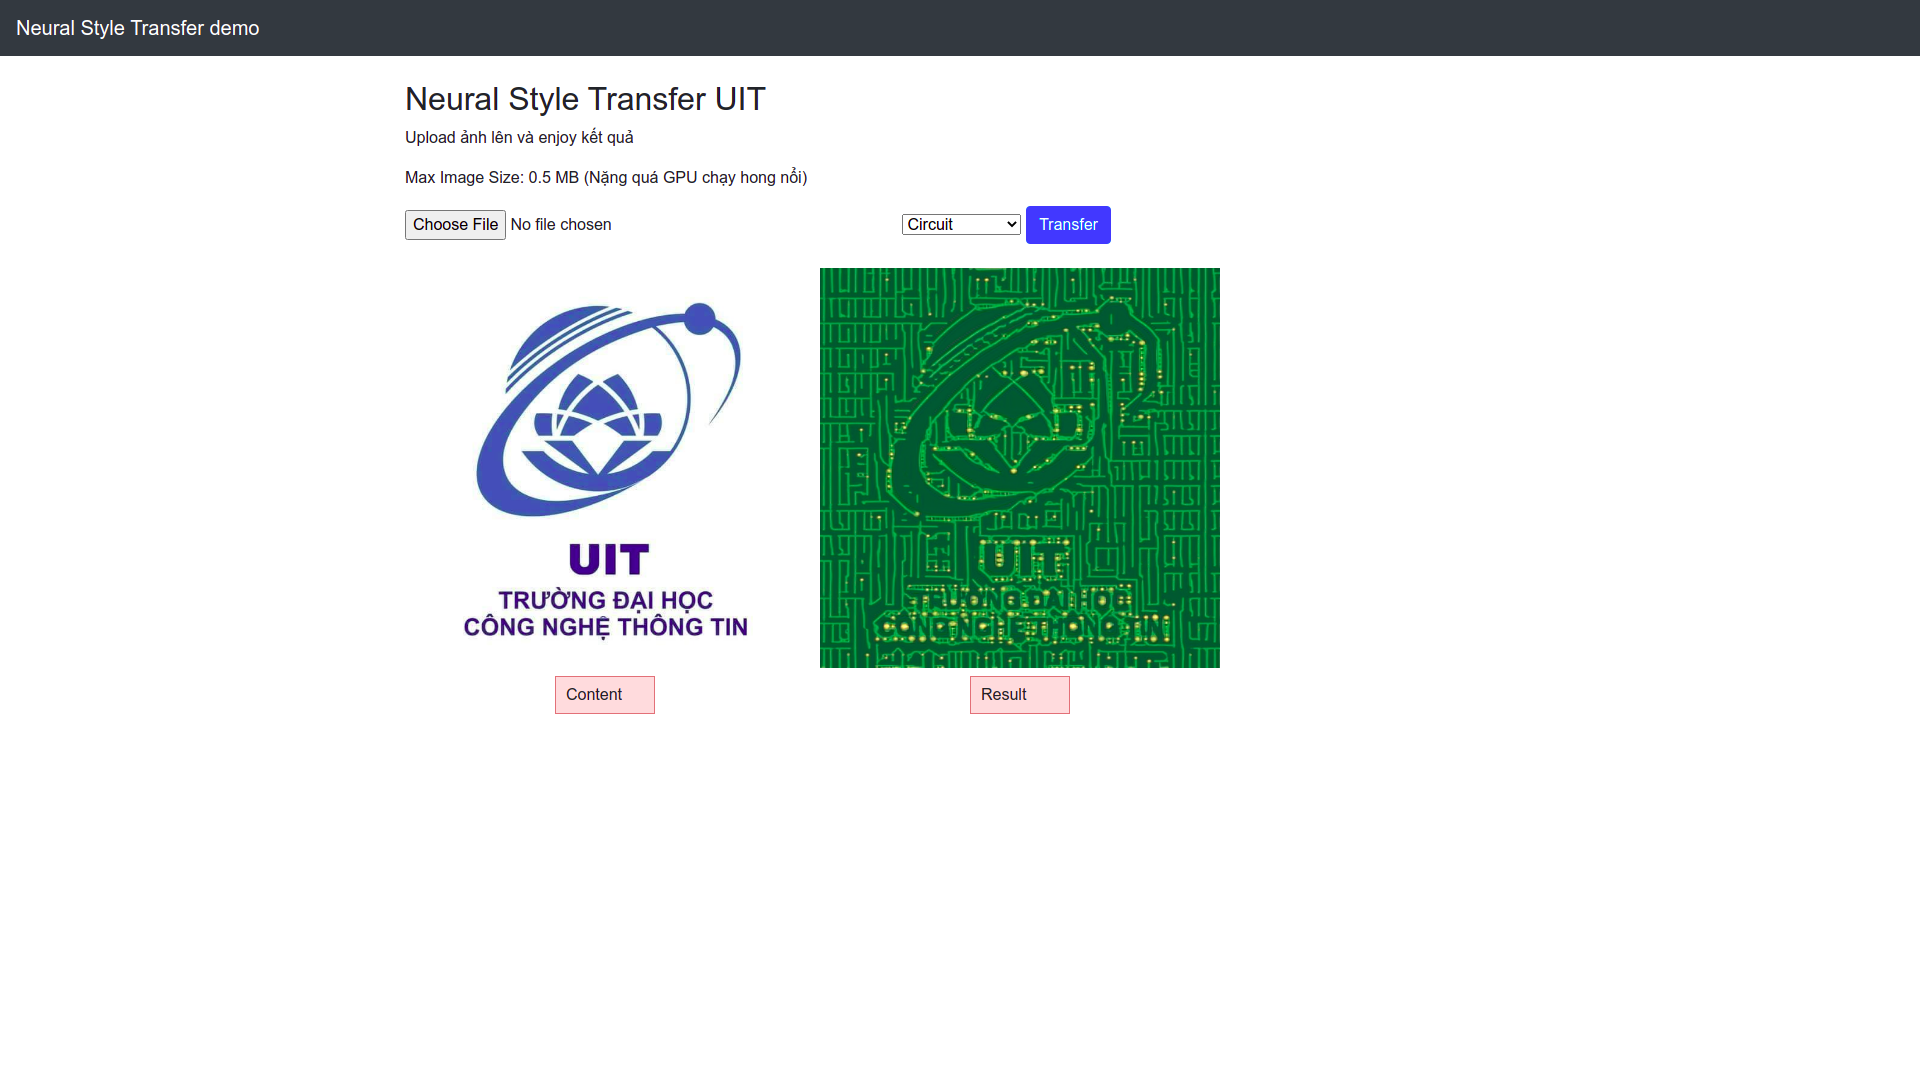 Neural Style Transfer demo
Neural Style Transfer UIT
Upload ảnh lên và enjoy kết quả
Max Image Size: 0.5 MB (Nặng quá GPU chạy hong nổi)
Choose File No file chosen Circuit Transfer
UIT
TRƯỜNG ĐẠI HỌC
CÔNG NGHỆ THÔNG TIN
UIT
Content
Result